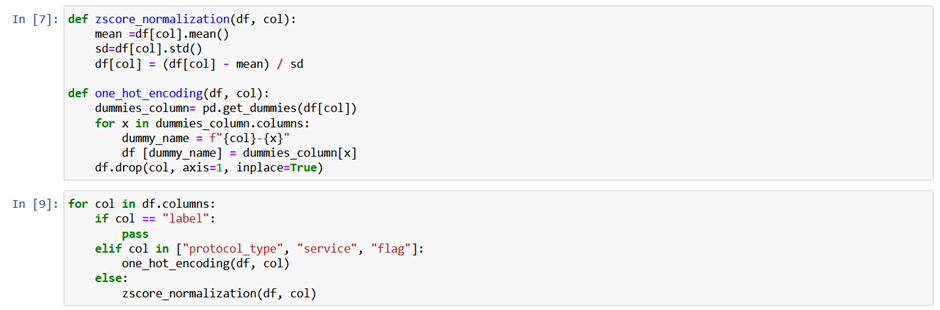 In [7]: def zscore_normalization(df, col):
    mean =df[col].mean()
    sd=df[col].std()
    df[col] = (df[col] - mean) / sd

def one_hot_encoding(df, col):
    dummies_column= pd.get_dummies(df[col])
    for x in dummies_column.columns:
        dummy_name = f"{col}-{x}"
        df [dummy_name] = dummies_column[x]
    df.drop(col, axis=1, inplace=True)

In [9]: for col in df.columns:
    if col == "label":
        pass
    elif col in ["protocol_type", "service", "flag"]:
        one_hot_encoding(df, col)
    else:
        zscore_normalization(df, col)